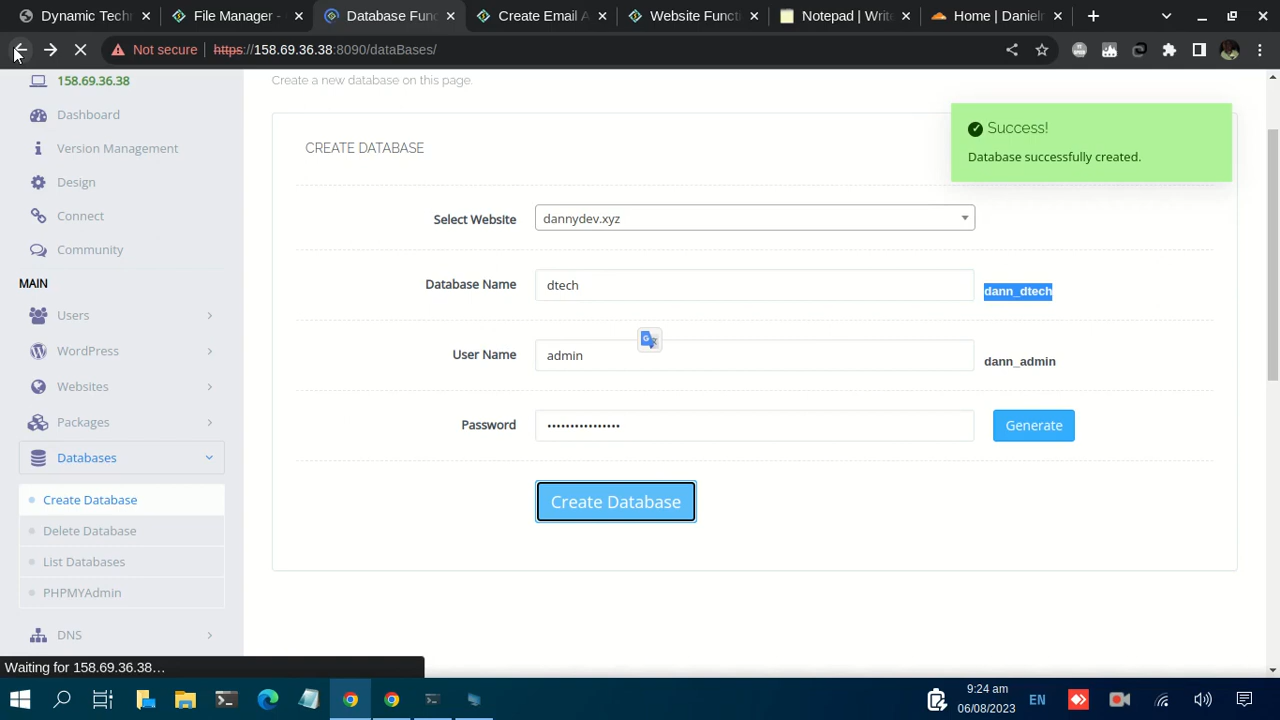 Dynamic Techn
File Manager -
Database Func
Create Email A
Website Functi
Notepad | Write
Home | Danieln
Not secure
https://158.69.36.38:8090/dataBases/
158.69.36.38
Dashboard
Version Management
Design
Connect
Community
MAIN
Users
WordPress
Websites
Packages
Databases
Create Database
Delete Database
List Databases
PHPMYAdmin
DNS
Create a new database on this page.
CREATE DATABASE
Success!
Database successfully created.
Select Website
dannydev.xyz
Database Name
dtech
dann_dtech
User Name
admin
dann_admin
Password
••••••••••••••••
Generate
Create Database
Waiting for 158.69.36.38...
9:24 am
06/08/2023
EN